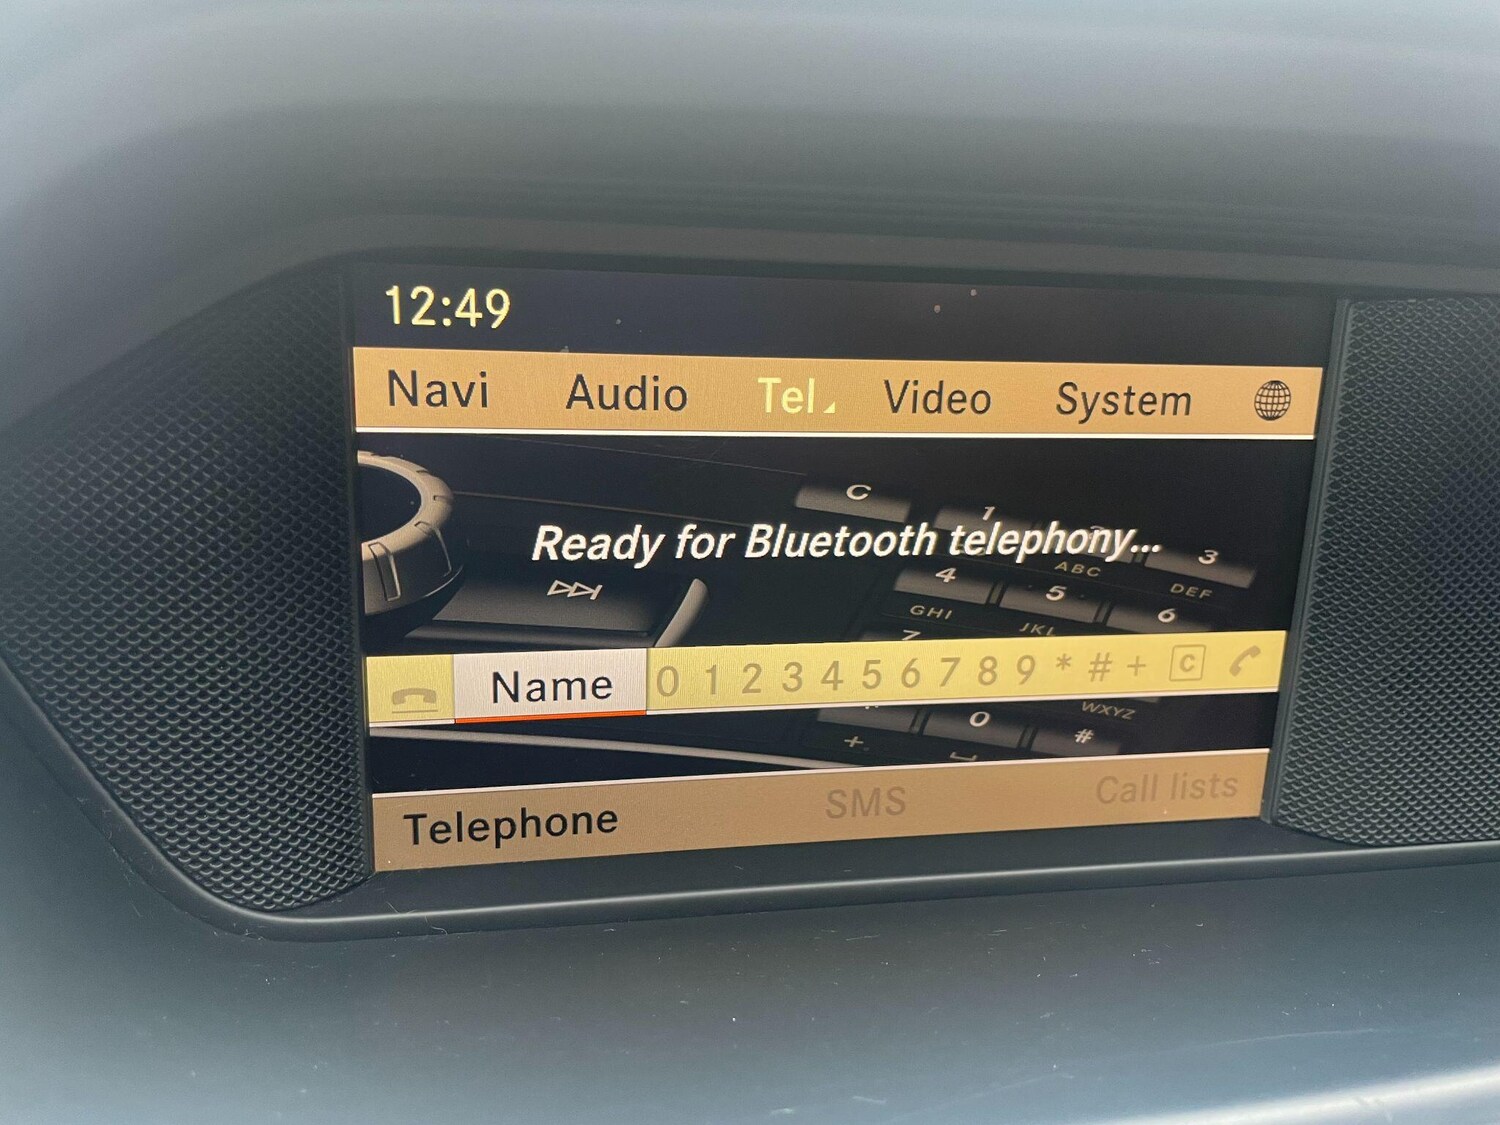 12:49
Navi Audio Tel Video System
C
1
Ready for Bluetooth telephony...
3
ABC
DEF
4 5 6
GHI
JKL
7
Name 0 1 2 3 4 5 6 7 8 9 * # + C
WXYZ
+ 0 #
Telephone SMS Call lists